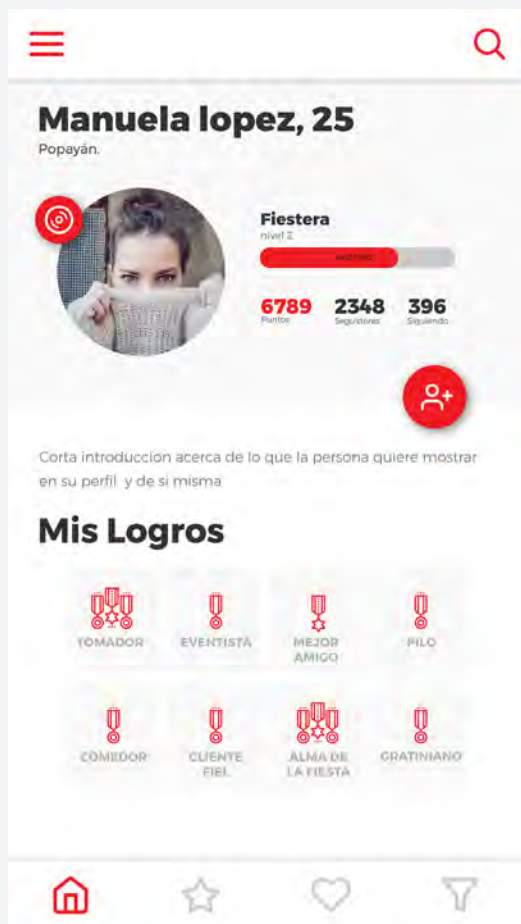 Manuela lopez, 25
Popayán.
Fiestera
nivel 2
6789 2348 396
Puntos Seguidores Siguiendo
Corta introduccion acerca de lo que la persona quiere mostrar
en su perfil y de si misma
Mis Logros
TOMADOR EVENTISTA MEJOR AMIGO PILO
COMEDOR CLIENTE FIEL ALMA DE LA FIESTA GRATINIANO